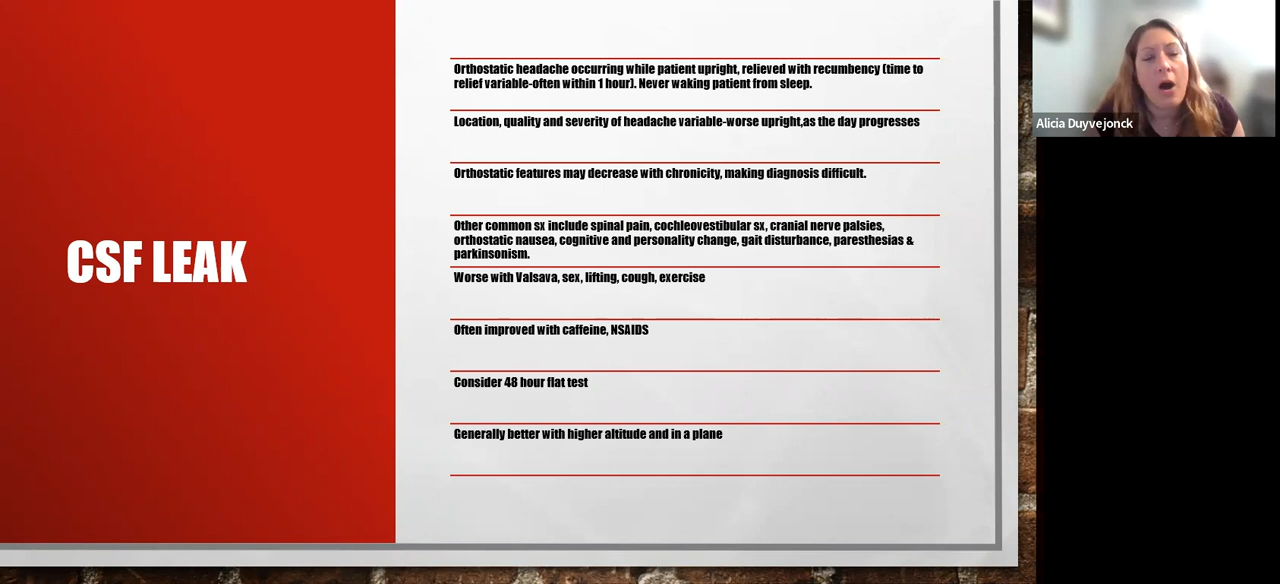 CSF LEAK
Orthostatic headache occurring while patient upright, relieved with recumbency (time to
relief variable-often within 1 hour). Never waking patient from sleep.
Location, quality and severity of headache variable-worse upright,as the day progresses
Orthostatic features may decrease with chronicity, making diagnosis difficult.
Other common sx include spinal pain, cochleovestibular sx, cranial nerve palsies,
orthostatic nausea, cognitive and personality change, gait disturbance, paresthesias &
parkinsonism.
Worse with Valsava, sex, lifting, cough, exercise
Often improved with caffeine, NSAIDS
Consider 48 hour flat test
Generally better with higher altitude and in a plane
Alicia Duyvejonck